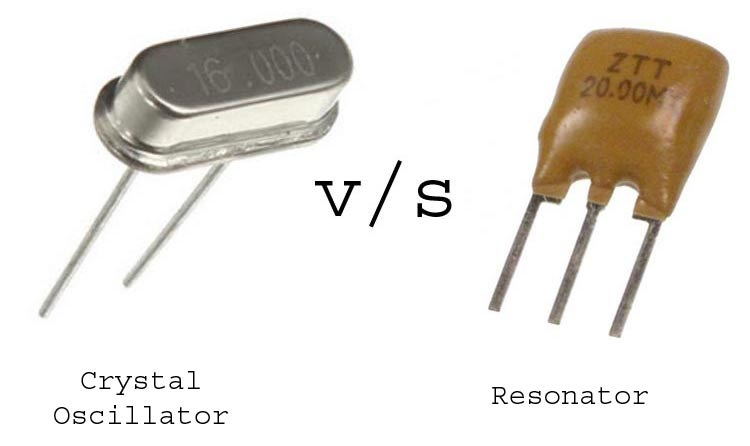 16.000
ZTT
20.00M
v/s
Crystal
Oscillator
Resonator